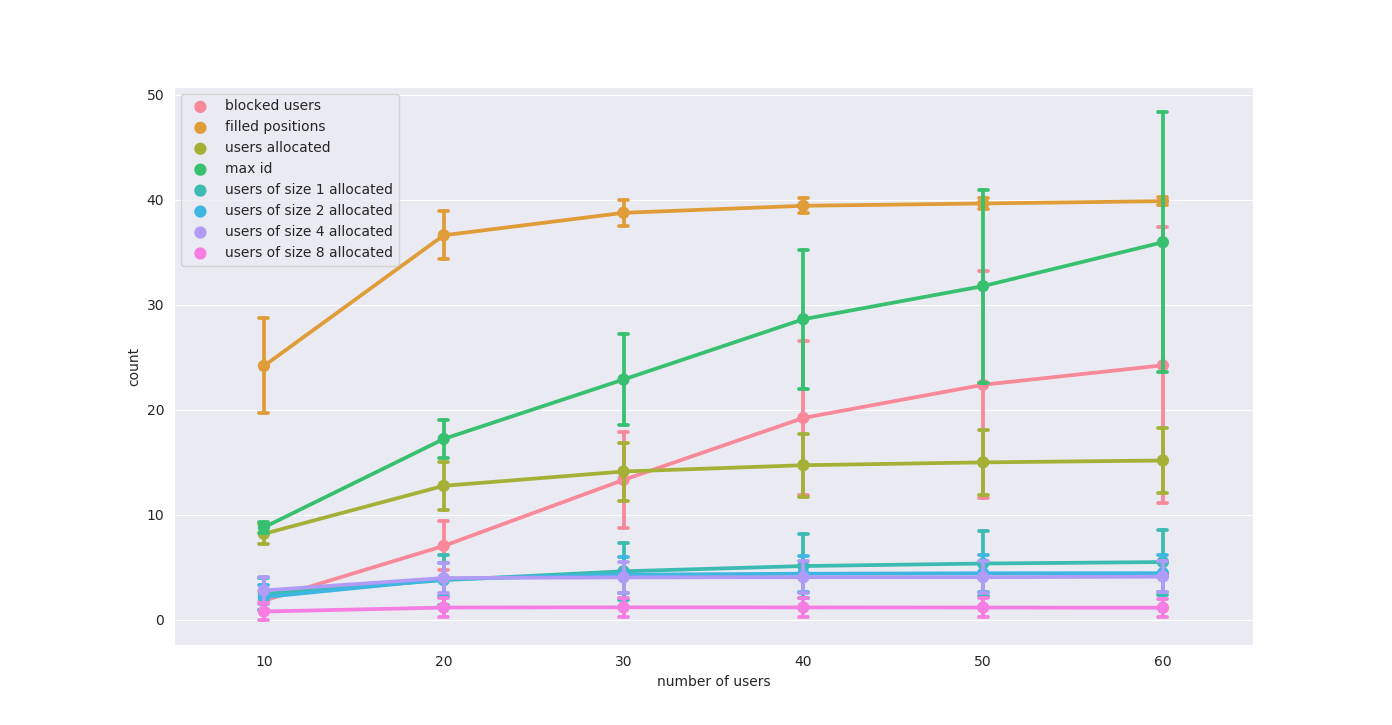 50
40
30
20
10
0
count
blocked users
filled positions
users allocated
max id
users of size 1 allocated
users of size 2 allocated
users of size 4 allocated
users of size 8 allocated
10 20 30 40 50 60
number of users